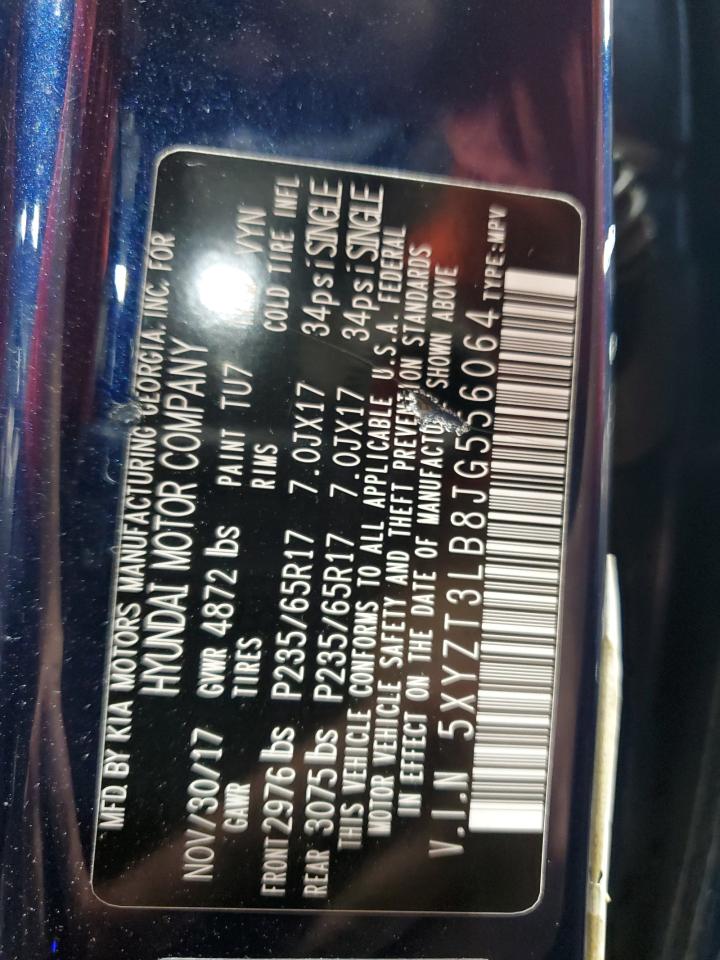 MFD. BY KIA MOTORS MANUFACTURING GEORGIA. INC. FOR
HYUNDAI MOTOR COMPANY
NOV/30/17 GVWR 4872 lbs PAINT TU7 VYN
GAWR TIRES RIMS COLD TIRE INFL
FRONT 2976 lbs P235/65R17 7.0JX17 34psi SINGLE
REAR 3075 lbs P235/65R17 7.0JX17 34psi SINGLE
THIS VEHICLE CONFORMS TO ALL APPLICABLE U.S.A. FEDERAL
MOTOR VEHICLE SAFETY AND THEFT PREVENTION STANDARDS
IN EFFECT ON THE DATE OF MANUFACTURE SHOWN ABOVE
V.I.N 5XYZT3LB8JG556064 TYPE:MPV